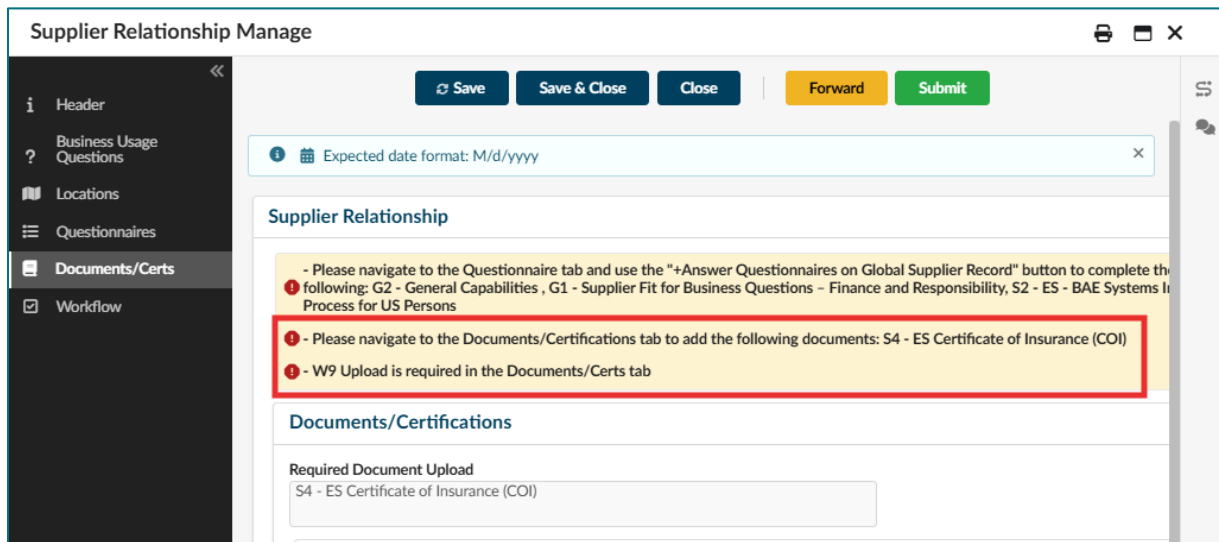 Supplier Relationship Manage
Save
Save & Close
Close
Forward
Submit
Header
Business Usage
Questions
Locations
Questionnaires
Documents/Certs
Workflow
Expected date format: M/d/yyyy
Supplier Relationship
- Please navigate to the Questionnaire tab and use the "+Answer Questionnaires on Global Supplier Record" button to complete
following: G2 - General Capabilities , G1 - Supplier Fit for Business Questions – Finance and Responsibility, S2 - ES - BAE Systems
Process for US Persons
- Please navigate to the Documents/Certifications tab to add the following documents: S4 - ES Certificate of Insurance (COI)
- W9 Upload is required in the Documents/Certs tab
Documents/Certifications
Required Document Upload
S4 - ES Certificate of Insurance (COI)